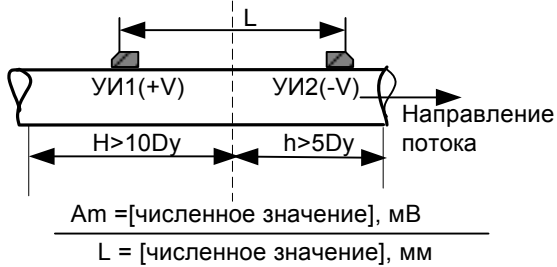 L
УИ1(+V) УИ2(-V)
Направление
потока
H>10Dy h>5Dy
Am =[численное значение], мВ
L = [численное значение], мм